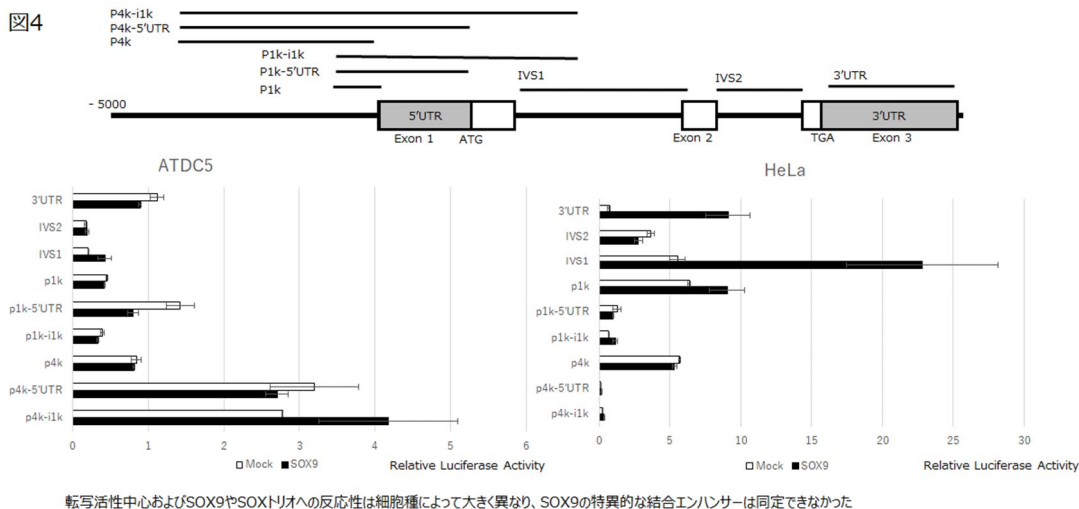 図4
P4k-i1k
P4k-5'UTR
P4k
P1k-i1k
P1k-5'UTR
P1k
IVS1
IVS2
3'UTR
- 5000
5'UTR
3'UTR
Exon 1
ATG
Exon 2
TGA
Exon 3
ATDC5
3'UTR
IVS2
IVS1
p1k
p1k-5'UTR
p1k-i1k
p4k
p4k-5'UTR
p4k-i1k
0 1 2 3 4 5 6
Mock SOX9
Relative Luciferase Activity
HeLa
3'UTR
IVS2
IVS1
p1k
p1k-5'UTR
p1k-i1k
p4k
p4k-5'UTR
p4k-i1k
0 5 10 15 20 25 30
Mock SOX9
Relative Luciferase Activity
転写活性中心およびSOX9やSOXトリオへの反応性は細胞種によって大きく異なり、SOX9の特異的な結合エンハンサーは同定できなかった